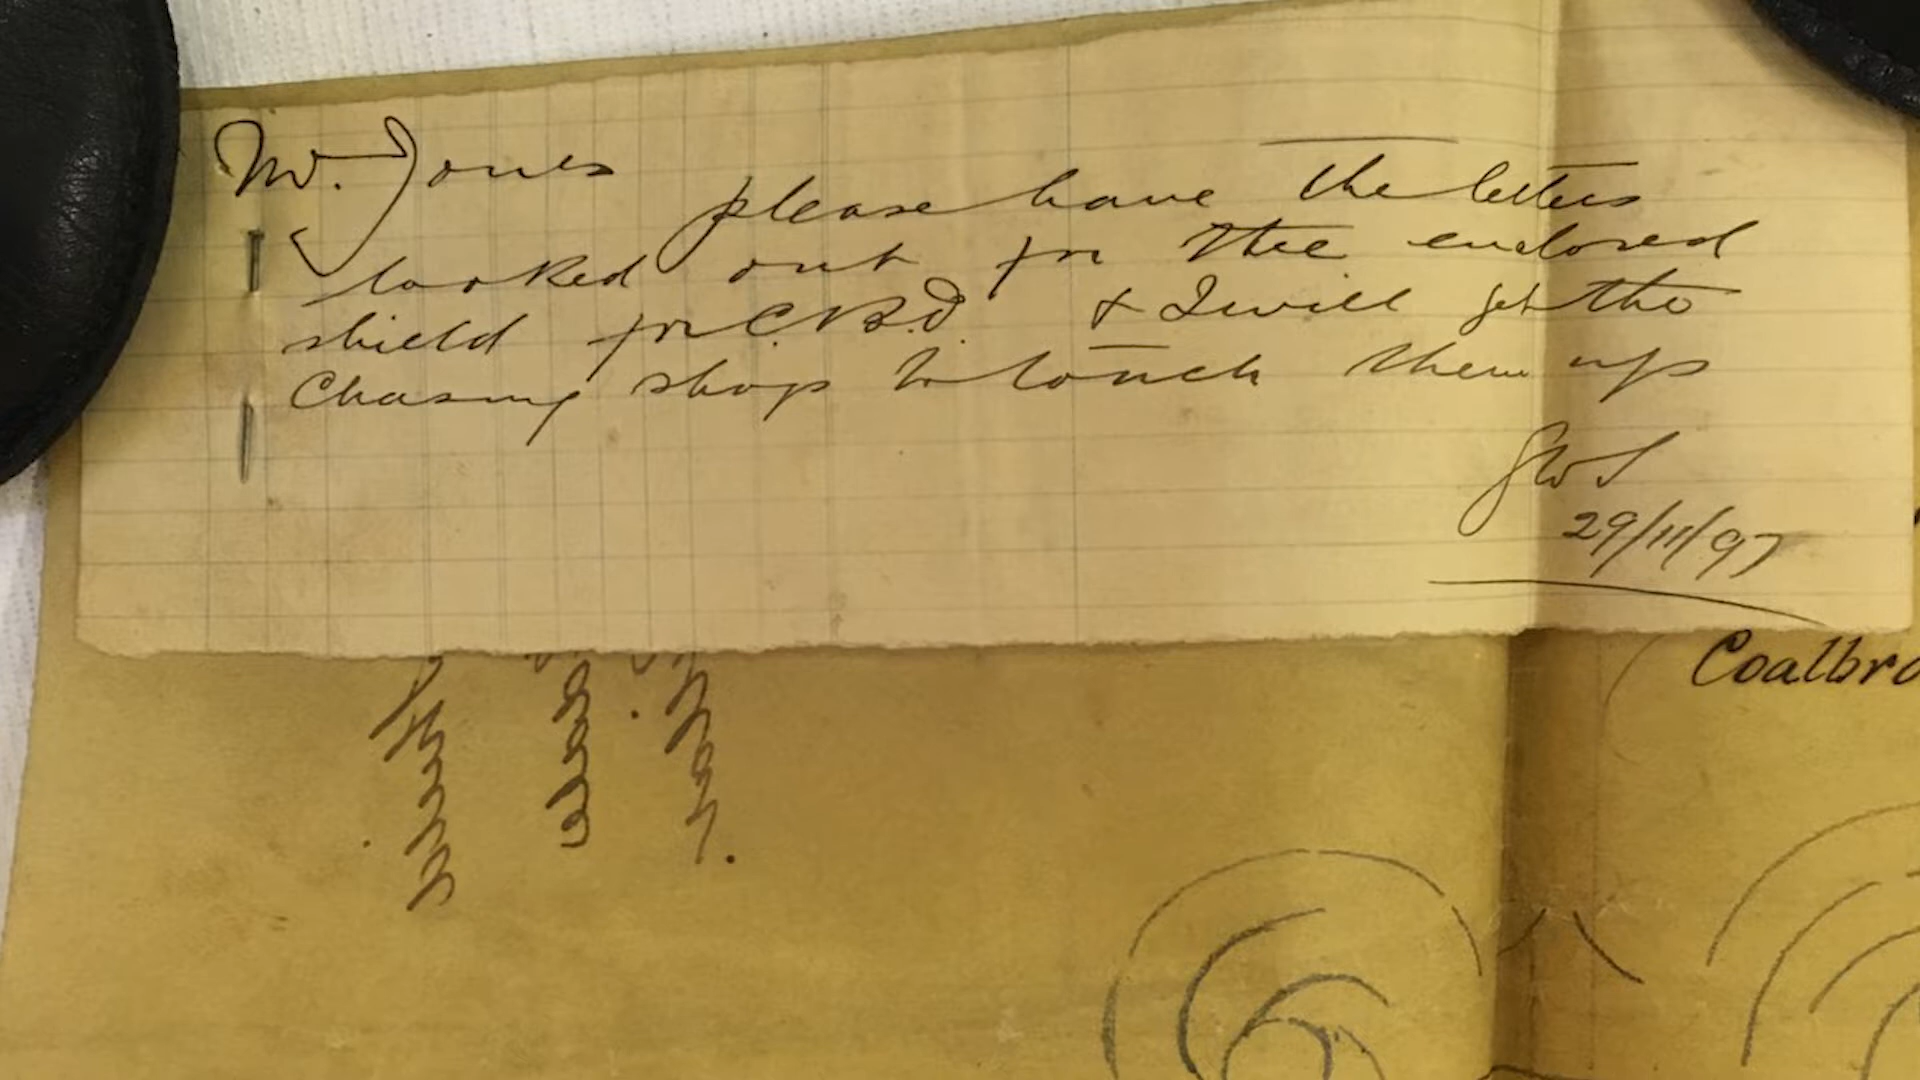 Mr. Jones
please have the letters
looked out for the enclosed
shield for C.B.D. & I will get the
Chasing shop to touch them up
GWS
29/11/97
Coalbro